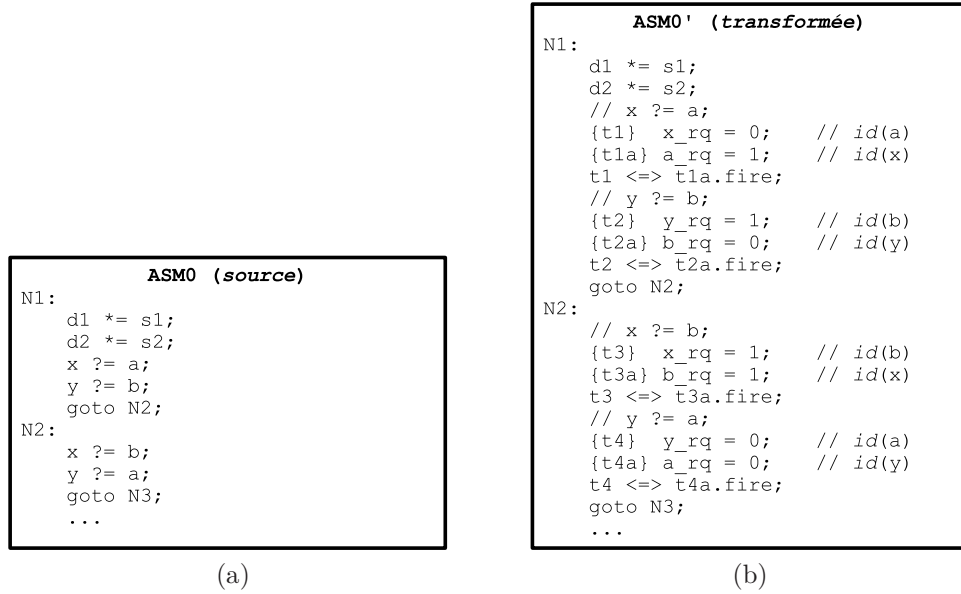 ASM0 (source)
N1:
d1 *= s1;
d2 *= s2;
x ?= a;
y ?= b;
goto N2;
N2:
x ?= b;
y ?= a;
goto N3;
...
(a)
ASM0' (transformée)
N1:
d1 *= s1;
d2 *= s2;
// x ?= a;
{t1} x_rq = 0; // id(a)
{t1a} a_rq = 1; // id(x)
t1 <=> t1a.fire;
// y ?= b;
{t2} y_rq = 1; // id(b)
{t2a} b_rq = 0; // id(y)
t2 <=> t2a.fire;
goto N2;
N2:
// x ?= b;
{t3} x_rq = 1; // id(b)
{t3a} b_rq = 1; // id(x)
t3 <=> t3a.fire;
// y ?= a;
{t4} y_rq = 0; // id(a)
{t4a} a_rq = 0; // id(y)
t4 <=> t4a.fire;
goto N3;
...
(b)